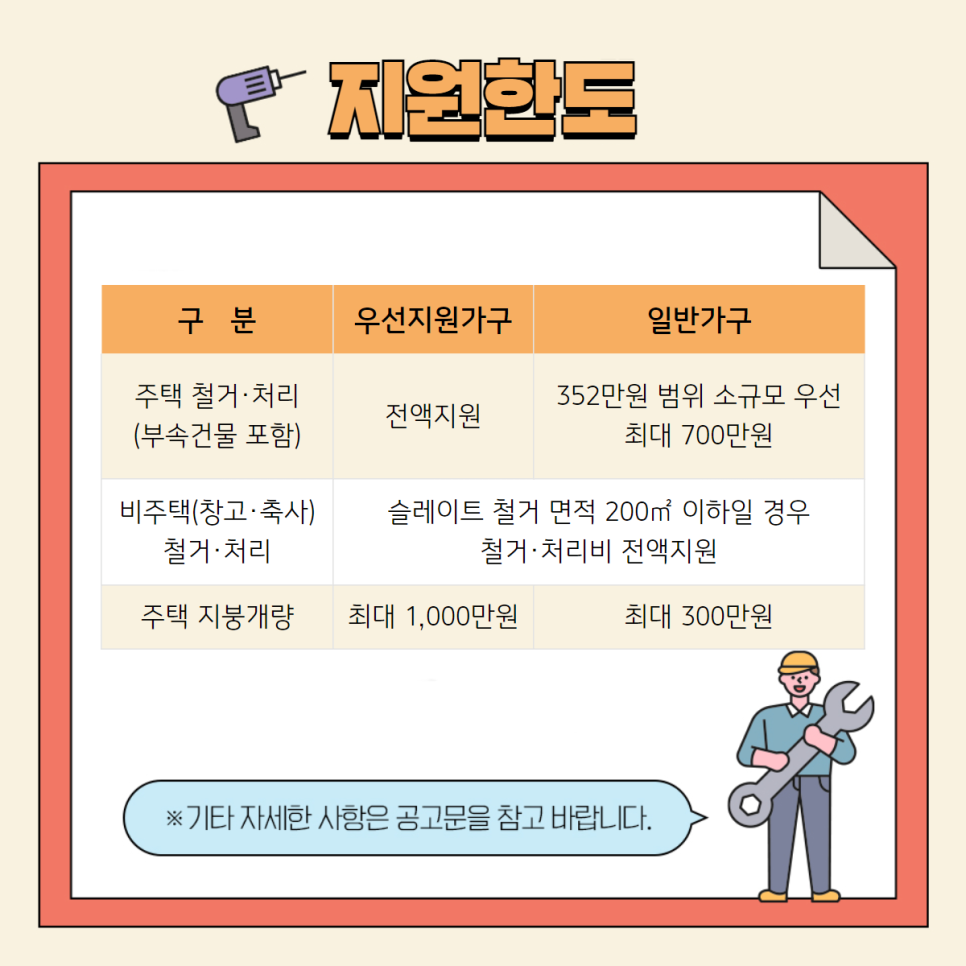 지원한도
구 분 우선지원가구 일반가구
주택 철거·처리
(부속건물 포함)
전액지원
352만원 범위 소규모 우선
최대 700만원
비주택(창고·축사)
철거·처리
슬레이트 철거 면적 200㎡ 이하일 경우
철거·처리비 전액지원
주택 지붕개량 최대 1,000만원 최대 300만원
※기타 자세한 사항은 공고문을 참고 바랍니다.